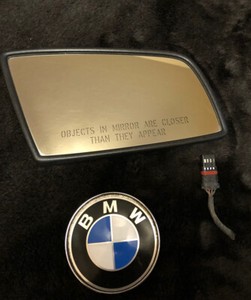 OBJECTS IN MIRROR ARE CLOSER
THAN THEY APPEAR
BMW